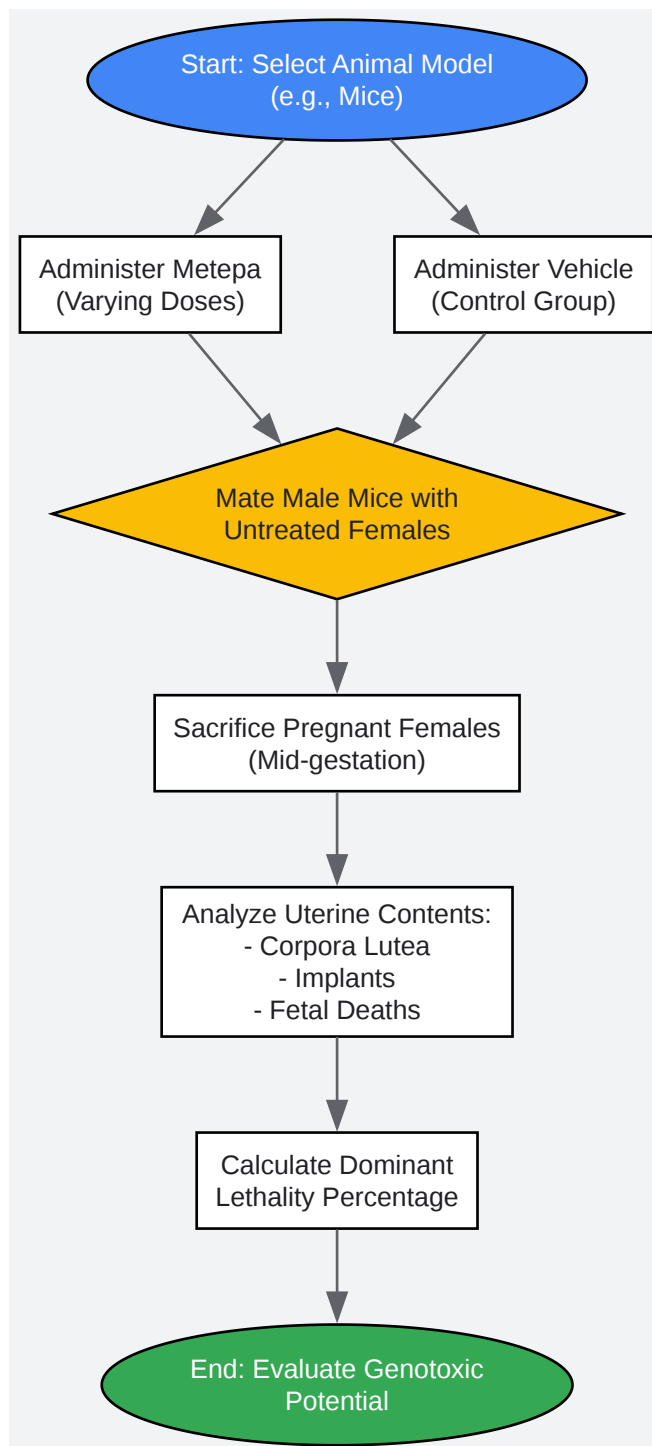 Start: Select Animal Model
(e.g., Mice)
Administer Metepa
(Varying Doses)
Administer Vehicle
(Control Group)
Mate Male Mice with
Untreated Females
Sacrifice Pregnant Females
(Mid-gestation)
Analyze Uterine Contents:
- Corpora Lutea
- Implants
- Fetal Deaths
Calculate Dominant
Lethality Percentage
End: Evaluate Genotoxic
Potential